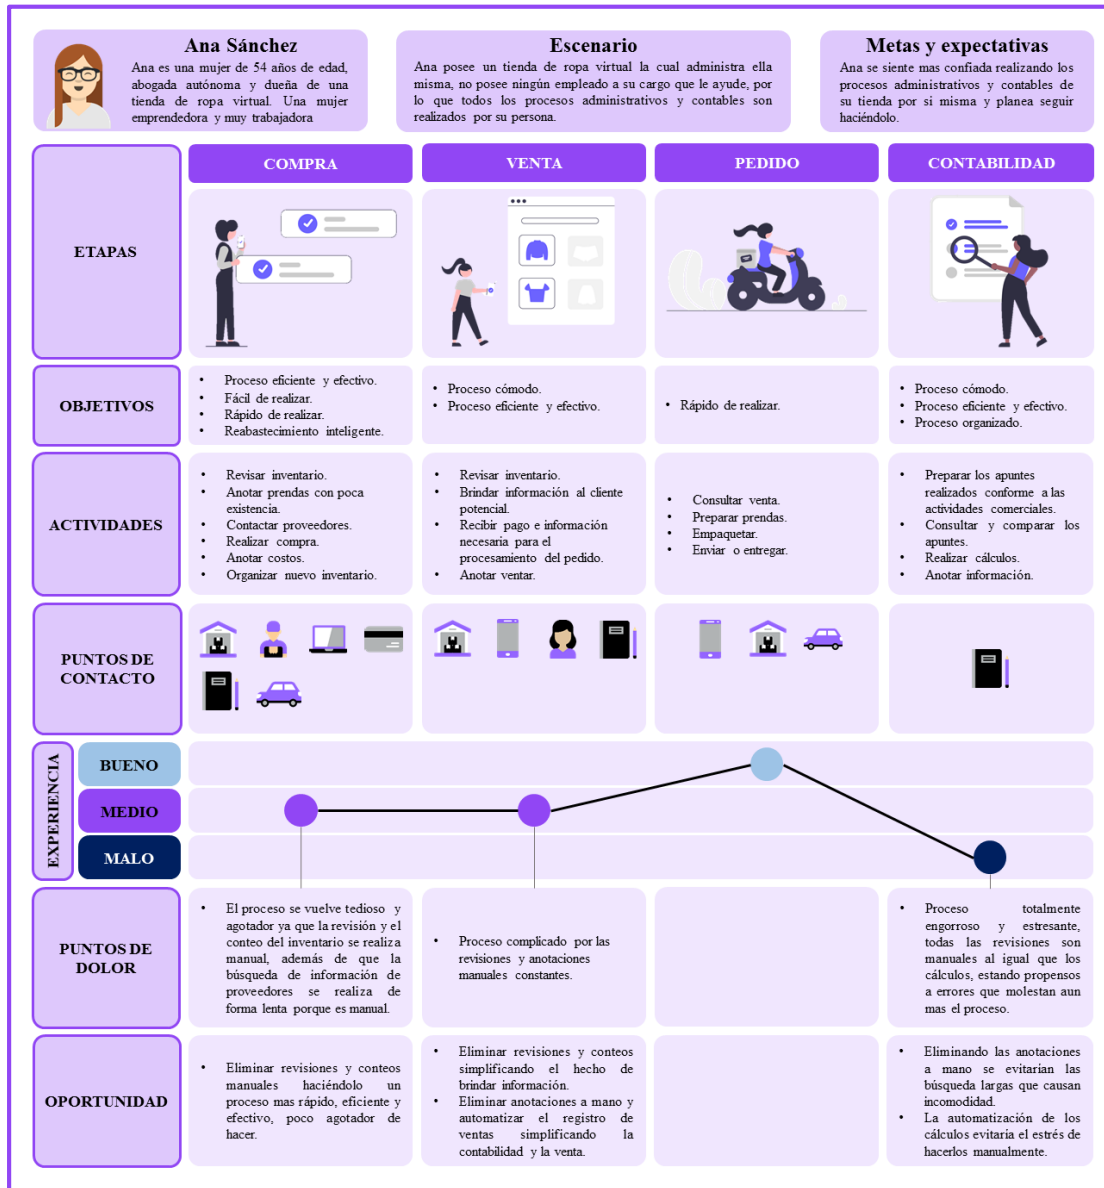 Ana Sánchez
Ana es una mujer de 54 años de edad,
abogada autónoma y dueña de una
tienda de ropa virtual. Una mujer
emprendedora y muy trabajadora
Escenario
Ana posee un tienda de ropa virtual la cual administra ella
misma, no posee ningún empleado a su cargo que le ayude, por
lo que todos los procesos administrativos y contables son
realizados por su persona.
Metas y expectativas
Ana se siente mas confiada realizando los
procesos administrativos y contables de
su tienda por si misma y planea seguir
haciéndolo.
ETAPAS
COMPRA
VENTA
PEDIDO
CONTABILIDAD
OBJETIVOS
• Proceso eficiente y efectivo.
• Fácil de realizar.
• Rápido de realizar.
• Reabastecimiento inteligente.
• Proceso cómodo.
• Proceso eficiente y efectivo.
• Rápido de realizar.
• Proceso cómodo.
• Proceso eficiente y efectivo.
• Proceso organizado.
ACTIVIDADES
• Revisar inventario.
• Anotar prendas con poca
existencia.
• Contactar proveedores.
• Realizar compra.
• Anotar costos.
• Organizar nuevo inventario.
• Revisar inventario.
• Brindar información al cliente
potencial.
• Recibir pago e información
necesaria para el
procesamiento del pedido.
• Anotar ventar.
• Consultar venta.
• Preparar prendas.
• Empaquetar.
• Enviar o entregar.
• Preparar los apuntes
realizados conforme a las
actividades comerciales.
• Consultar y comparar los
apuntes.
• Realizar cálculos.
• Anotar información.
PUNTOS DE
CONTACTO
EXPERIENCIA
BUENO
MEDIO
MALO
PUNTOS DE
DOLOR
• El proceso se vuelve tedioso y
agotador ya que la revisión y el
conteo del inventario se realiza
manual, además de que la
búsqueda de información de
proveedores se realiza de
forma lenta porque es manual.
• Proceso complicado por las
revisiones y anotaciones
manuales constantes.
• Proceso totalmente
engorroso y estresante,
todas las revisiones son
manuales al igual que los
cálculos, estando propensos
a errores que molestan aun
mas el proceso.
OPORTUNIDAD
• Eliminar revisiones y conteos
manuales haciéndolo un
proceso mas rápido, eficiente y
efectivo, poco agotador de
hacer.
• Eliminar revisiones y conteos
simplificando el hecho de
brindar información.
• Eliminar anotaciones a mano y
automatizar el registro de
ventas simplificando la
contabilidad y la venta.
• Eliminando las anotaciones
a mano se evitarían las
búsqueda largas que causan
incomodidad.
• La automatización de los
cálculos evitaría el estrés de
hacerlos manualmente.